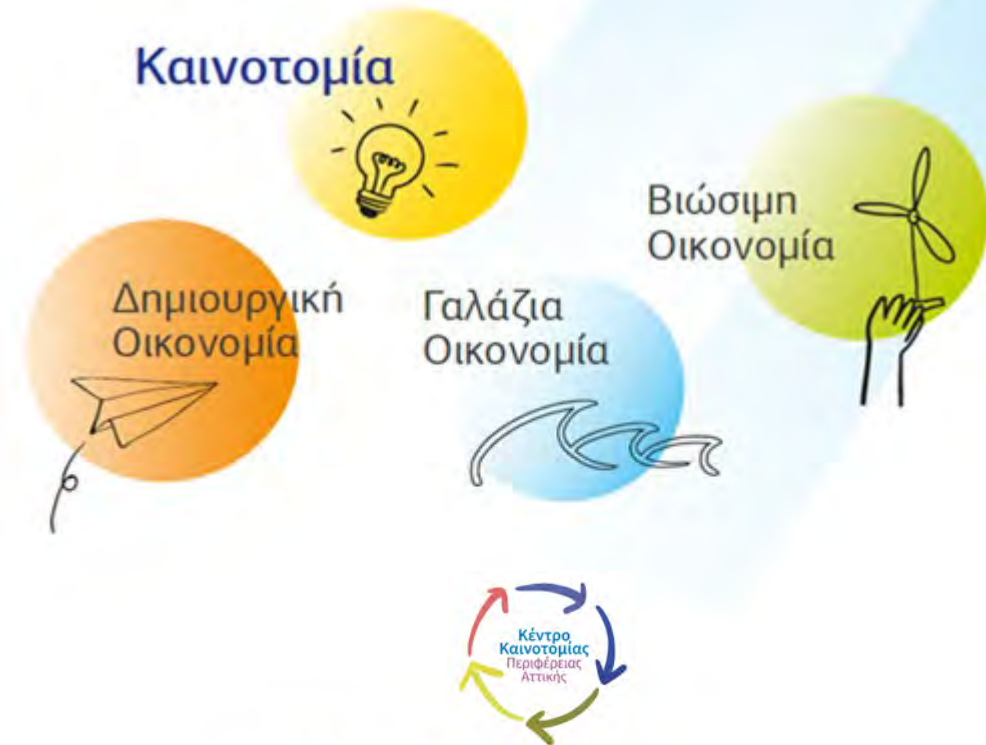 Καινοτομία
Βιώσιμη
Οικονομία
Δημιουργική
Οικονομία
Γαλάζια
Οικονομία
Κέντρο
Καινοτομίας
Περιφέρειας
Αττικής